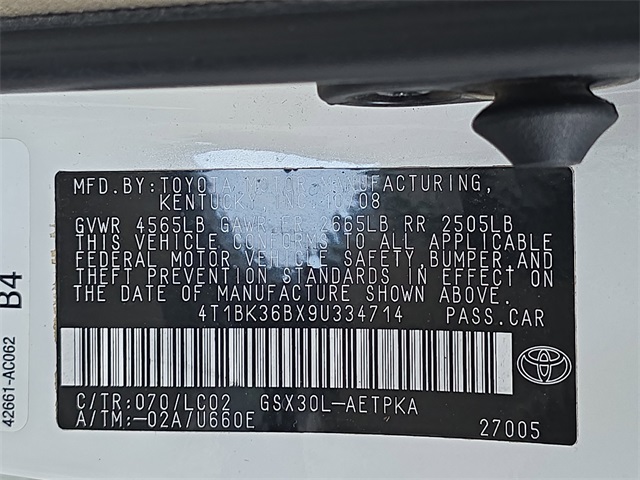 MFD.BY: TOYOTA MANUFACTURING,
KENTUCKY, INC. 08
GVWR 4565LB GAWR FR 2665LB RR 2505LB
THIS VEHICLE CONFORMS TO ALL APPLICABLE
FEDERAL MOTOR VEHICLE SAFETY, BUMPER, AND
THEFT PREVENTION STANDARDS IN EFFECT ON
THE DATE OF MANUFACTURE SHOWN ABOVE.
4T1BK36BX9U334714 PASS.CAR
C/TR: 070/LC02 GSX30L-AETPKA
A/TM:-02A/U660E 27005
42661-AC062 B4